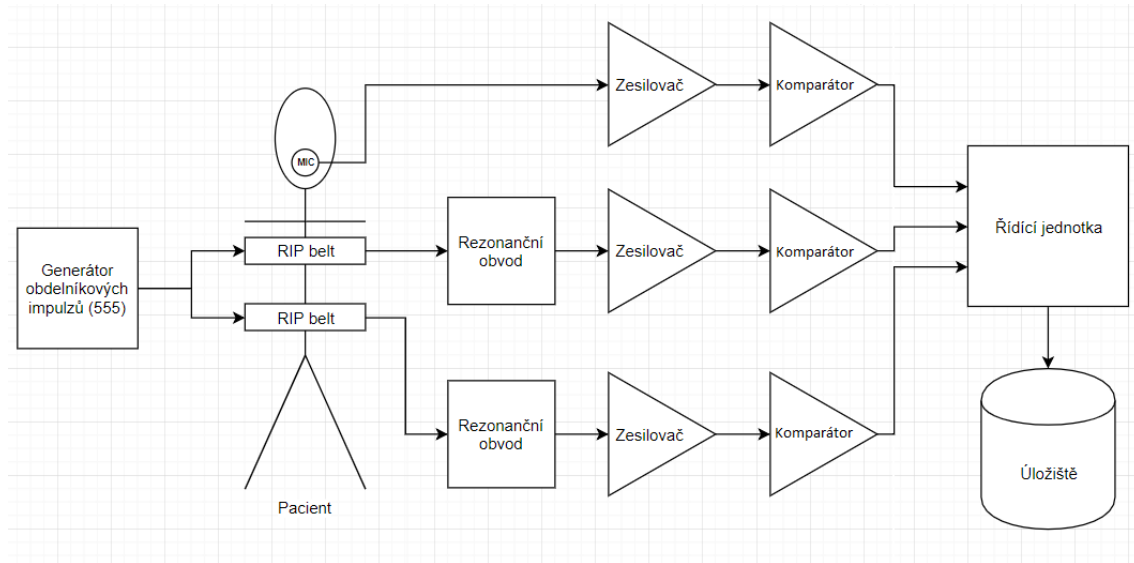 Zesilovač
Komparátor
MIC
Generátor
obdelníkových
impulzů (555)
RIP belt
Rezonanční
obvod
Zesilovač
Komparátor
Řídící jednotka
RIP belt
Rezonanční
obvod
Zesilovač
Komparátor
Úložiště
Pacient